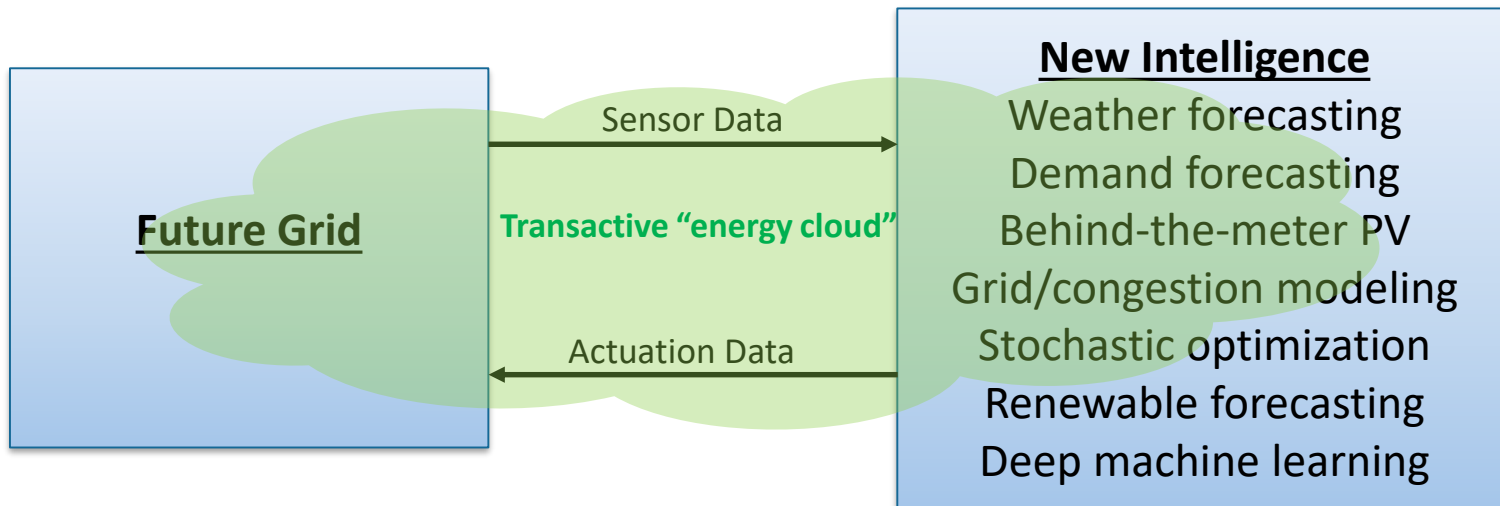 Future Grid
Sensor Data
Transactive “energy cloud”
Actuation Data
New Intelligence
Weather forecasting
Demand forecasting
Behind-the-meter PV
Grid/congestion modeling
Stochastic optimization
Renewable forecasting
Deep machine learning